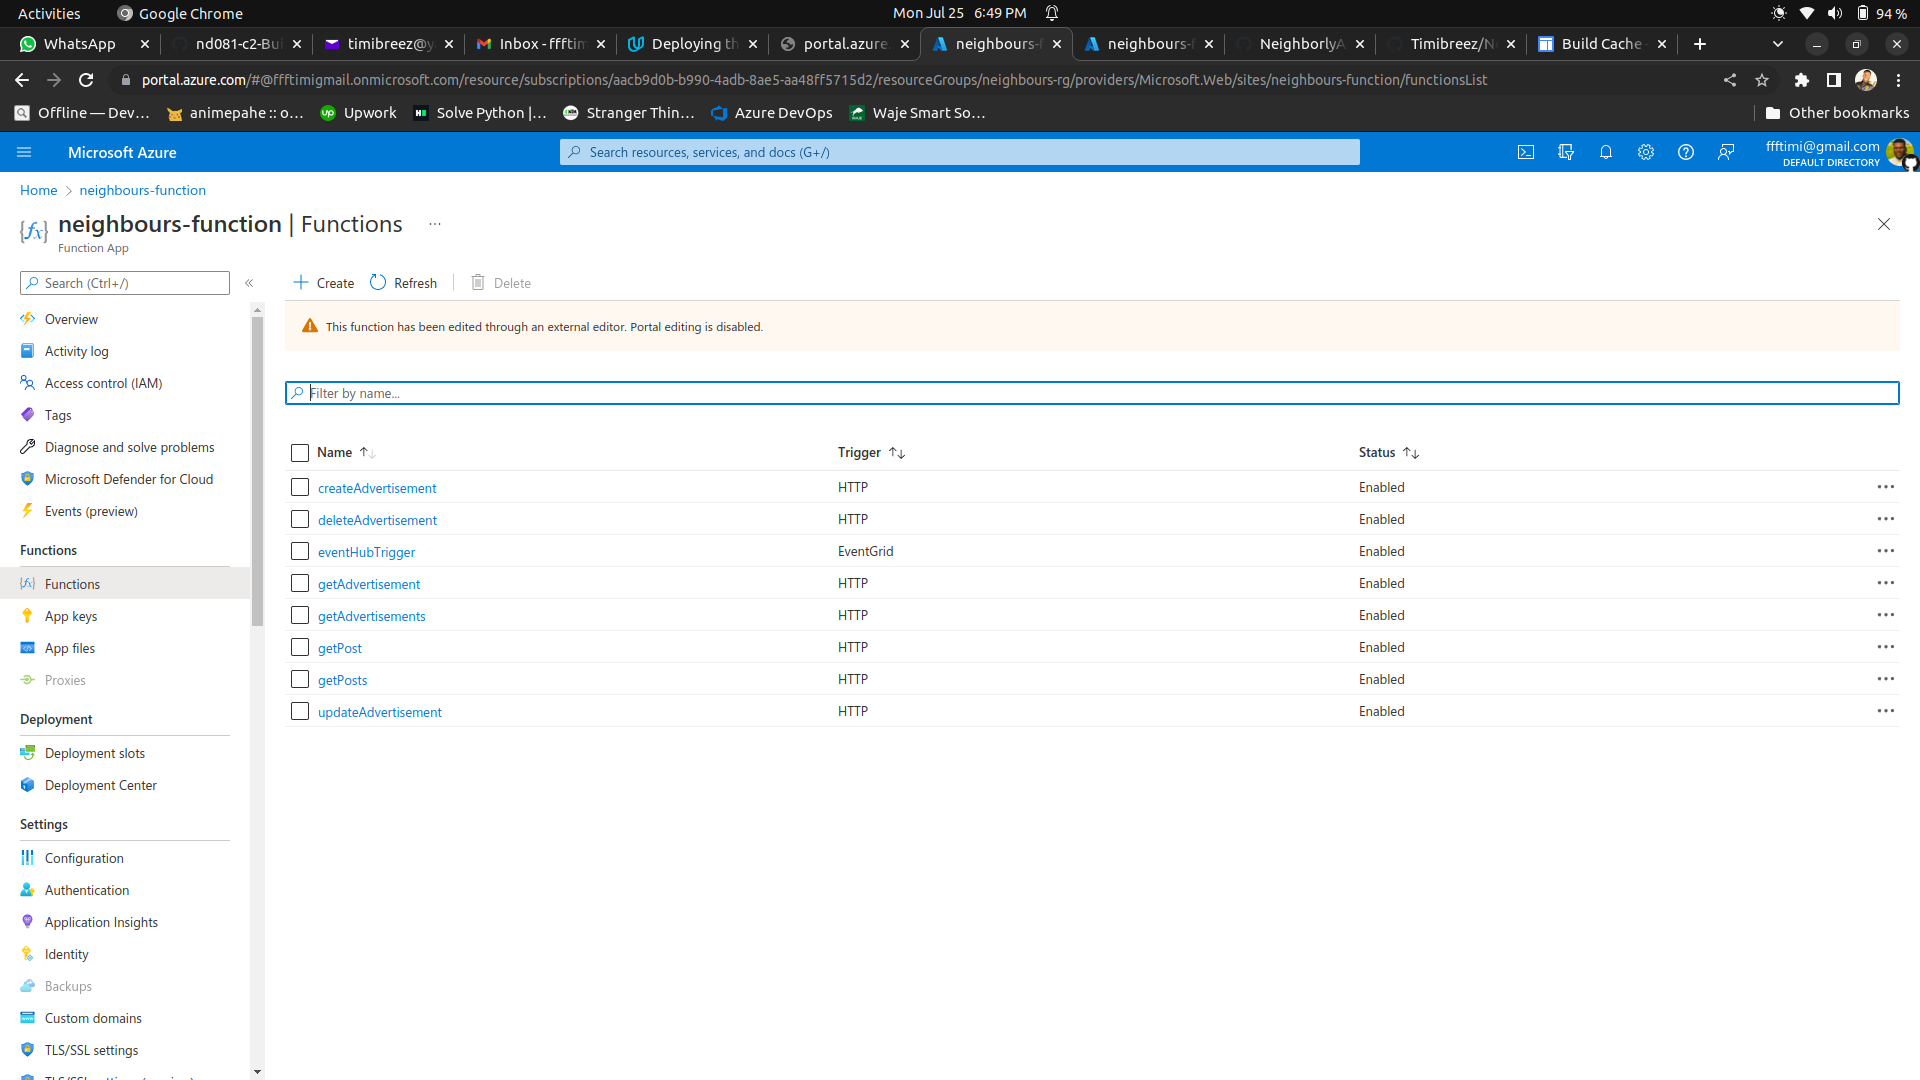 Activities Google Chrome Mon Jul 25 6:49 PM 94 %
WhatsApp nd081-c2-Bui timibreez@y Inbox - ffftim Deploying th portal.azure. neighbours-f neighbours-f NeighborlyA Timibreez/N Build Cache
portal.azure.com/#@ffftimigmail.onmicrosoft.com/resource/subscriptions/aacb9d0b-b990-4adb-8ae5-aa48ff5715d2/resourceGroups/neighbours-rg/providers/Microsoft.Web/sites/neighbours-function/functionsList
Offline — Dev... animepahe :: o... Upwork Solve Python |... Stranger Thin... Azure DevOps Waje Smart So... Other bookmarks
Microsoft Azure Search resources, services, and docs (G+/) ffftimi@gmail.com
DEFAULT DIRECTORY
Home > neighbours-function
neighbours-function | Functions ...
Function App
Search (Ctrl+/) «
Create Refresh Delete
This function has been edited through an external editor. Portal editing is disabled.
Filter by name...
Name Trigger Status
createAdvertisement HTTP Enabled
deleteAdvertisement HTTP Enabled
eventHubTrigger EventGrid Enabled
getAdvertisement HTTP Enabled
getAdvertisements HTTP Enabled
getPost HTTP Enabled
getPosts HTTP Enabled
updateAdvertisement HTTP Enabled
Overview
Activity log
Access control (IAM)
Tags
Diagnose and solve problems
Microsoft Defender for Cloud
Events (preview)
Functions
Functions
App keys
App files
Proxies
Deployment
Deployment slots
Deployment Center
Settings
Configuration
Authentication
Application Insights
Identity
Backups
Custom domains
TLS/SSL settings